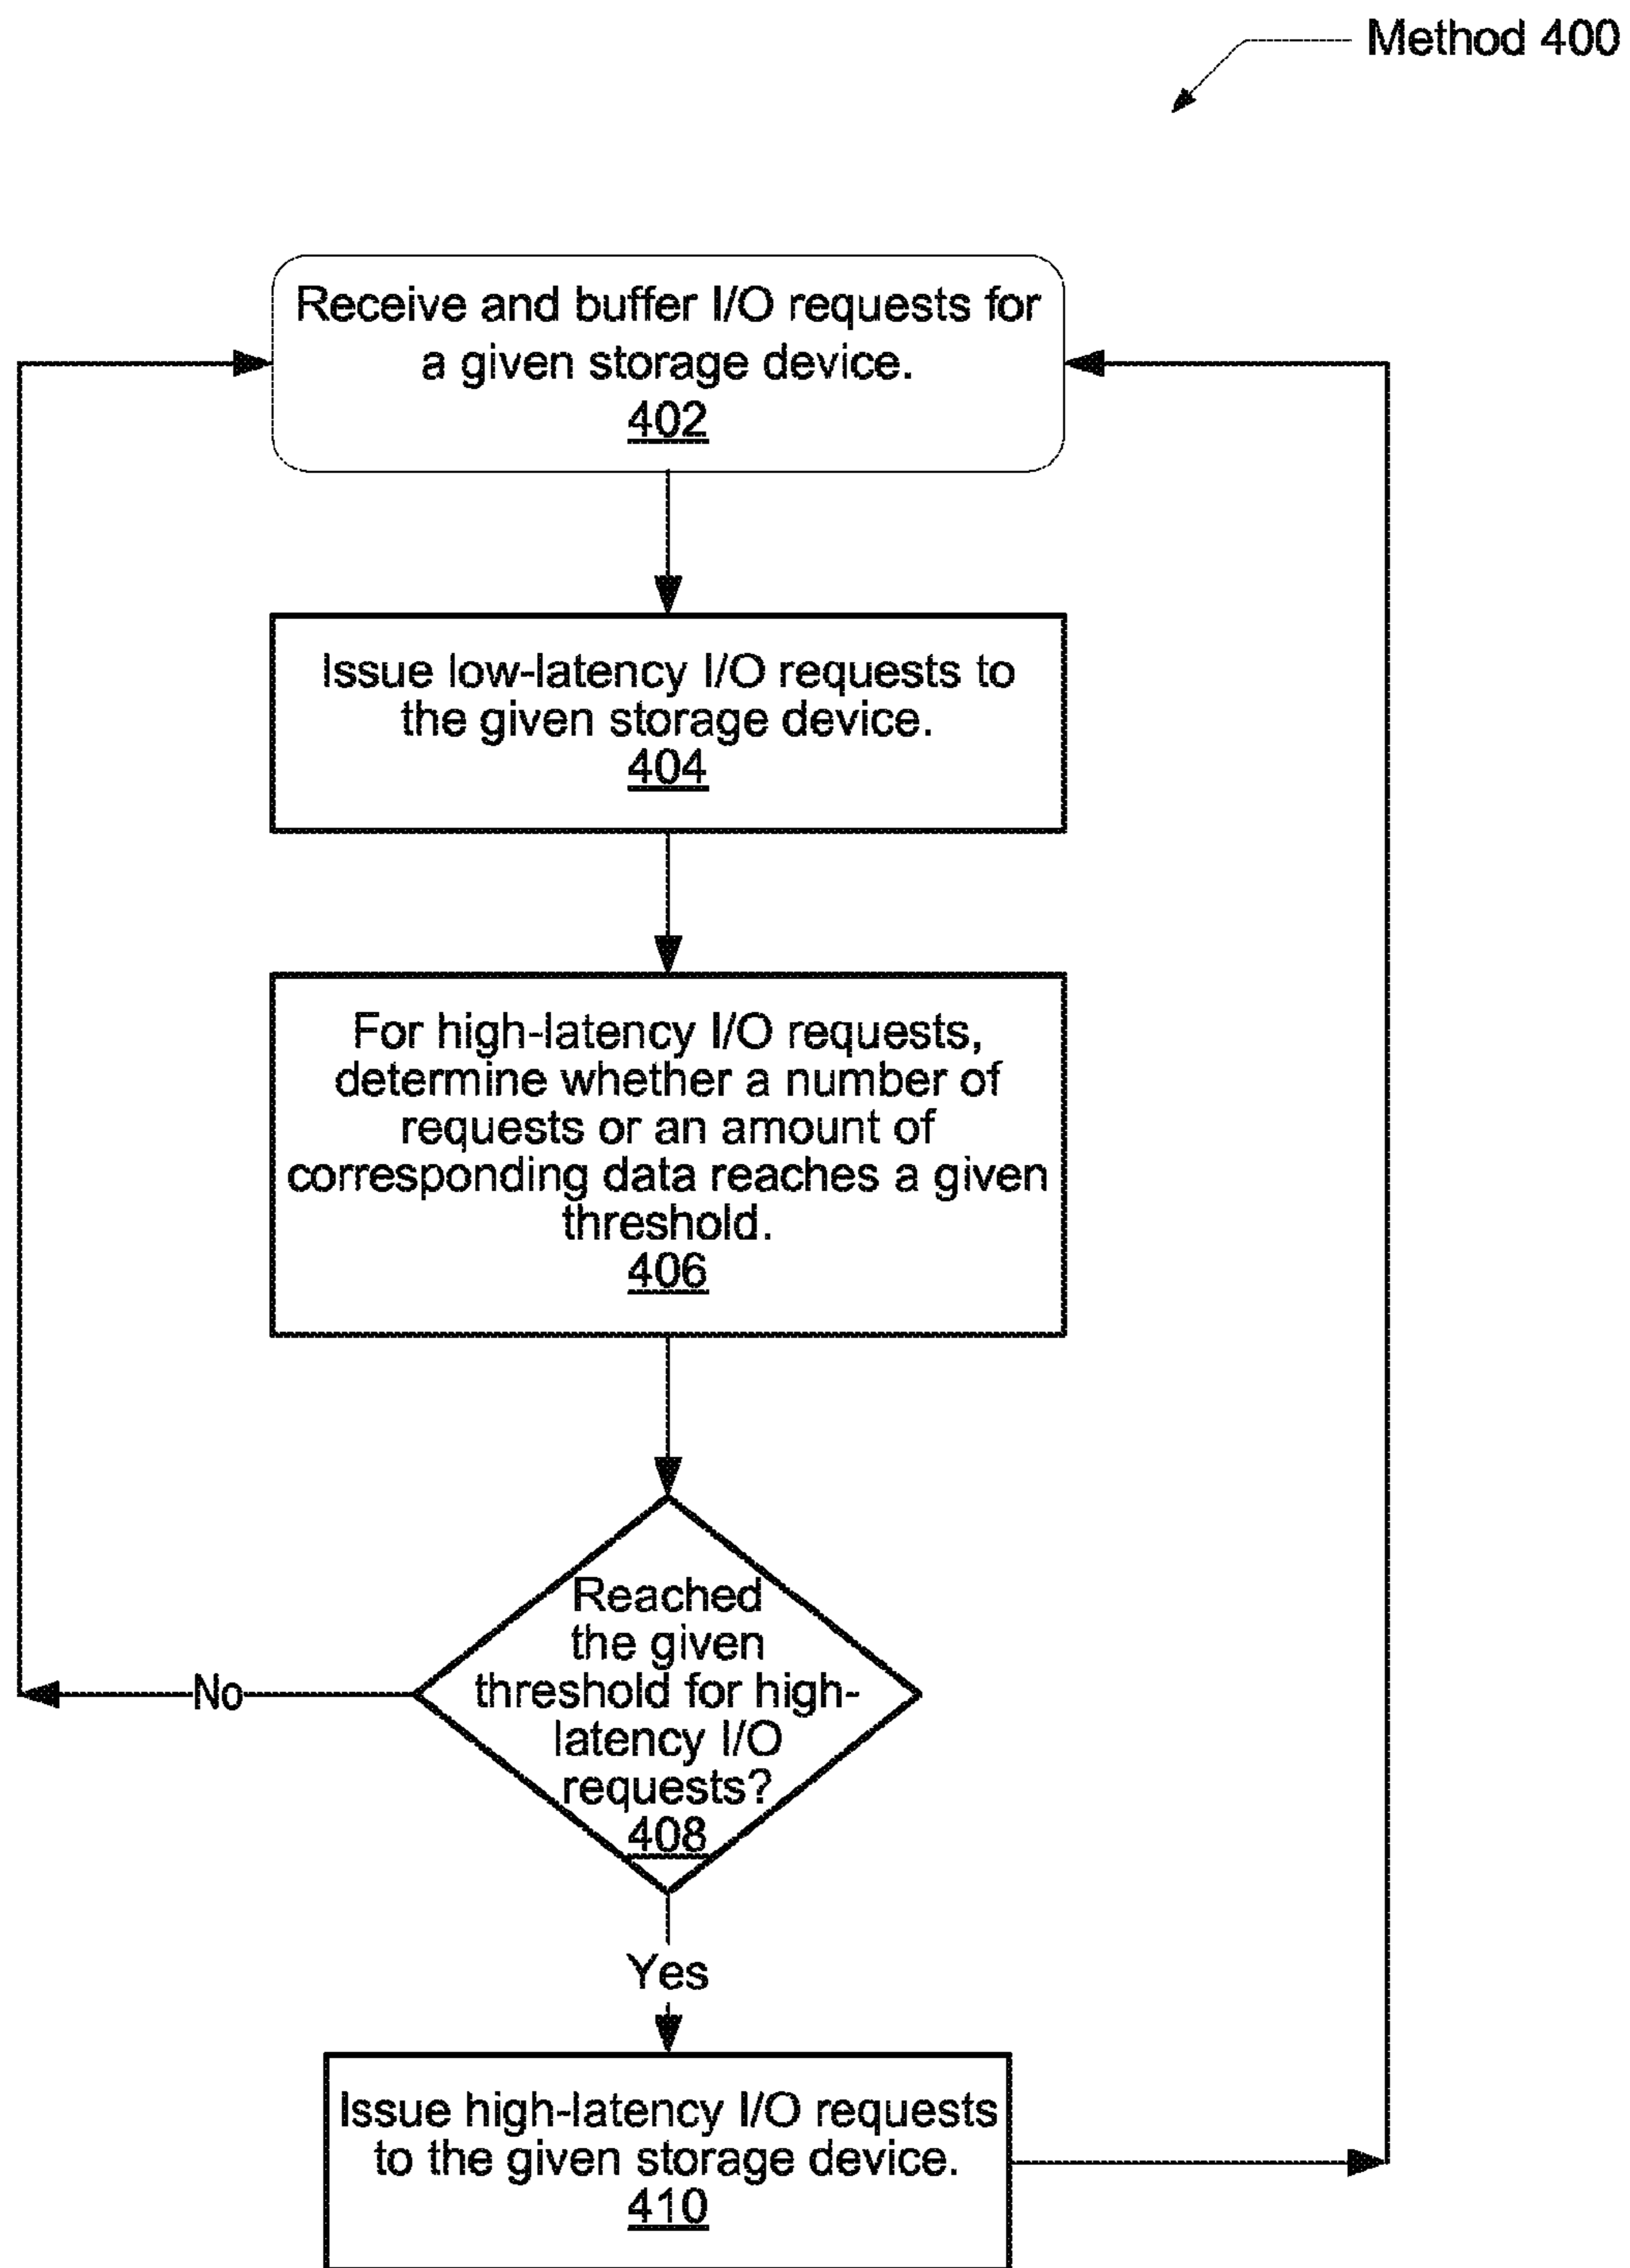 Method 400
Receive and buffer I/O requests for
a given storage device.
402
Issue low-latency I/O requests to
the given storage device.
404
For high-latency I/O requests,
determine whether a number of
requests or an amount of
corresponding data reaches a given
threshold.
406
Reached
the given
threshold for high-
latency I/O
requests?
408
No
Yes
Issue high-latency I/O requests
to the given storage device.
410